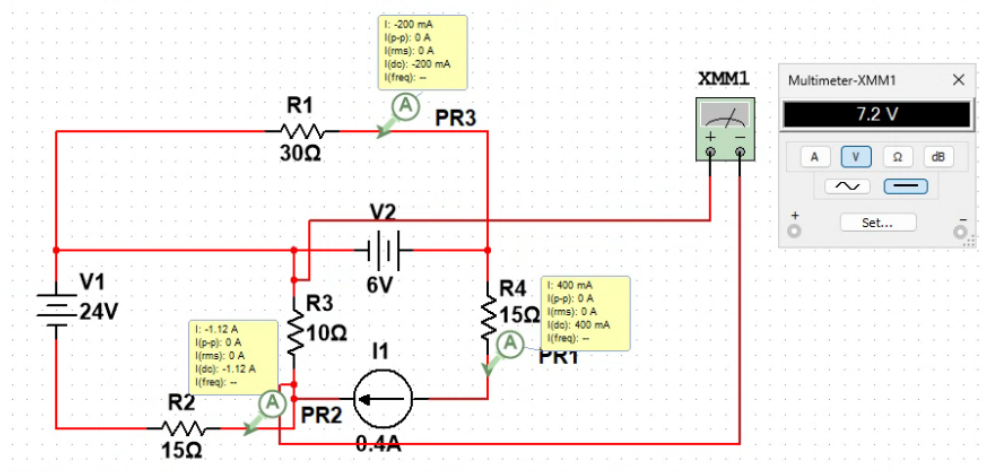 I: -200 mA
I(p-p): 0 A
I(rms): 0 A
I(dc): -200 mA
I(freq): --
A
PR3
R1
30Ω
XMM1
+ −
Multimeter-XMM1 ×
7.2 V
A V Ω dB
+ Set... −
V2
6V
V1
24V
R3
10Ω
R4
15Ω
I: 400 mA
I(p-p): 0 A
I(rms): 0 A
I(dc): 400 mA
I(freq): --
A
PR1
I: -1.12 A
I(p-p): 0 A
I(rms): 0 A
I(dc): -1.12 A
I(freq): --
A
PR2
I1
0.4A
R2
15Ω